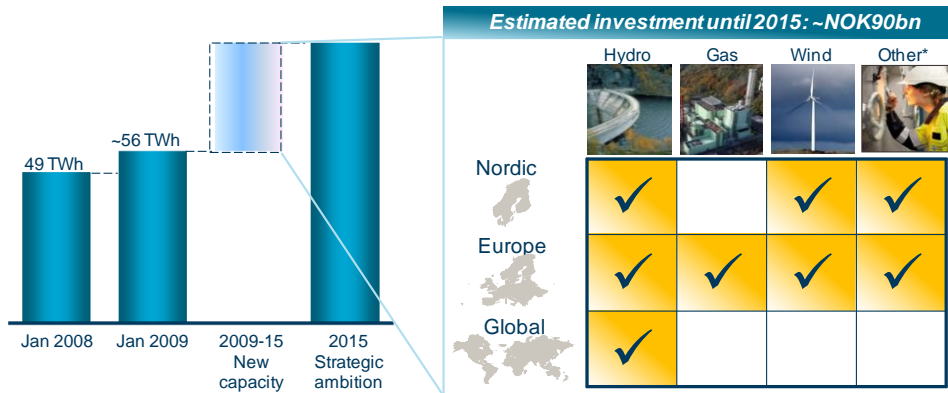 Estimated investment until 2015: ~NOK90bn
Hydro Gas Wind Other*
49 TWh
~56 TWh
Nordic
Europe
Global
Jan 2008
Jan 2009
2009-15
New
capacity
2015
Strategic
ambition